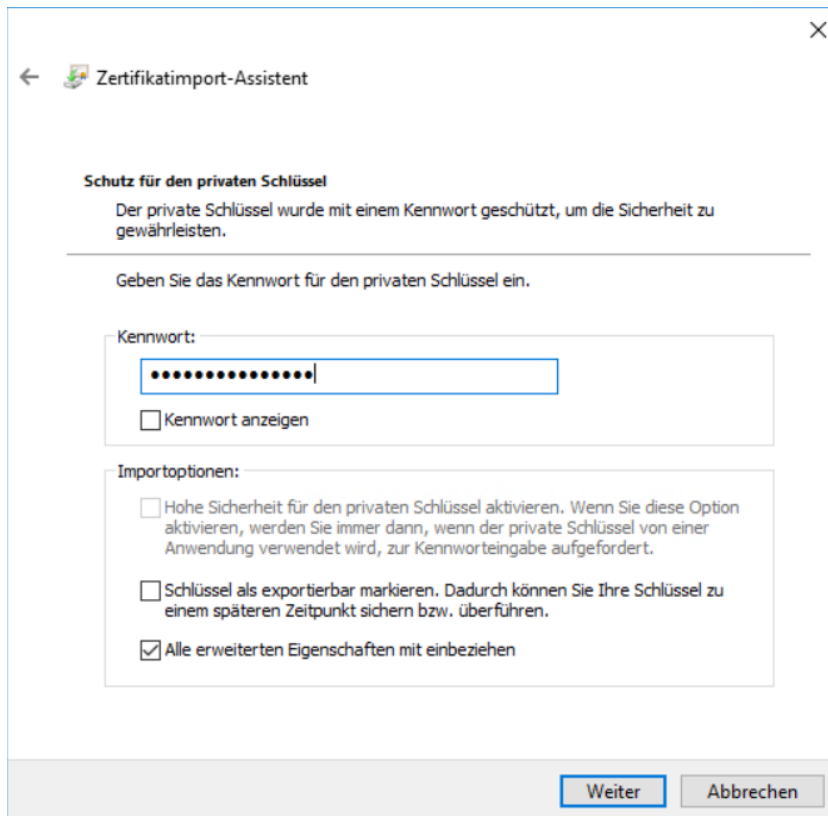 Zertifikatimport-Assistent
Schutz für den privaten Schlüssel
Der private Schlüssel wurde mit einem Kennwort geschützt, um die Sicherheit zu
gewährleisten.
Geben Sie das Kennwort für den privaten Schlüssel ein.
Kennwort:
•••••••••••••••
Kennwort anzeigen
Importoptionen:
Hohe Sicherheit für den privaten Schlüssel aktivieren. Wenn Sie diese Option
aktivieren, werden Sie immer dann, wenn der private Schlüssel von einer
Anwendung verwendet wird, zur Kennworteingabe aufgefordert.
Schlüssel als exportierbar markieren. Dadurch können Sie Ihre Schlüssel zu
einem späteren Zeitpunkt sichern bzw. überführen.
Alle erweiterten Eigenschaften mit einbeziehen
Weiter Abbrechen